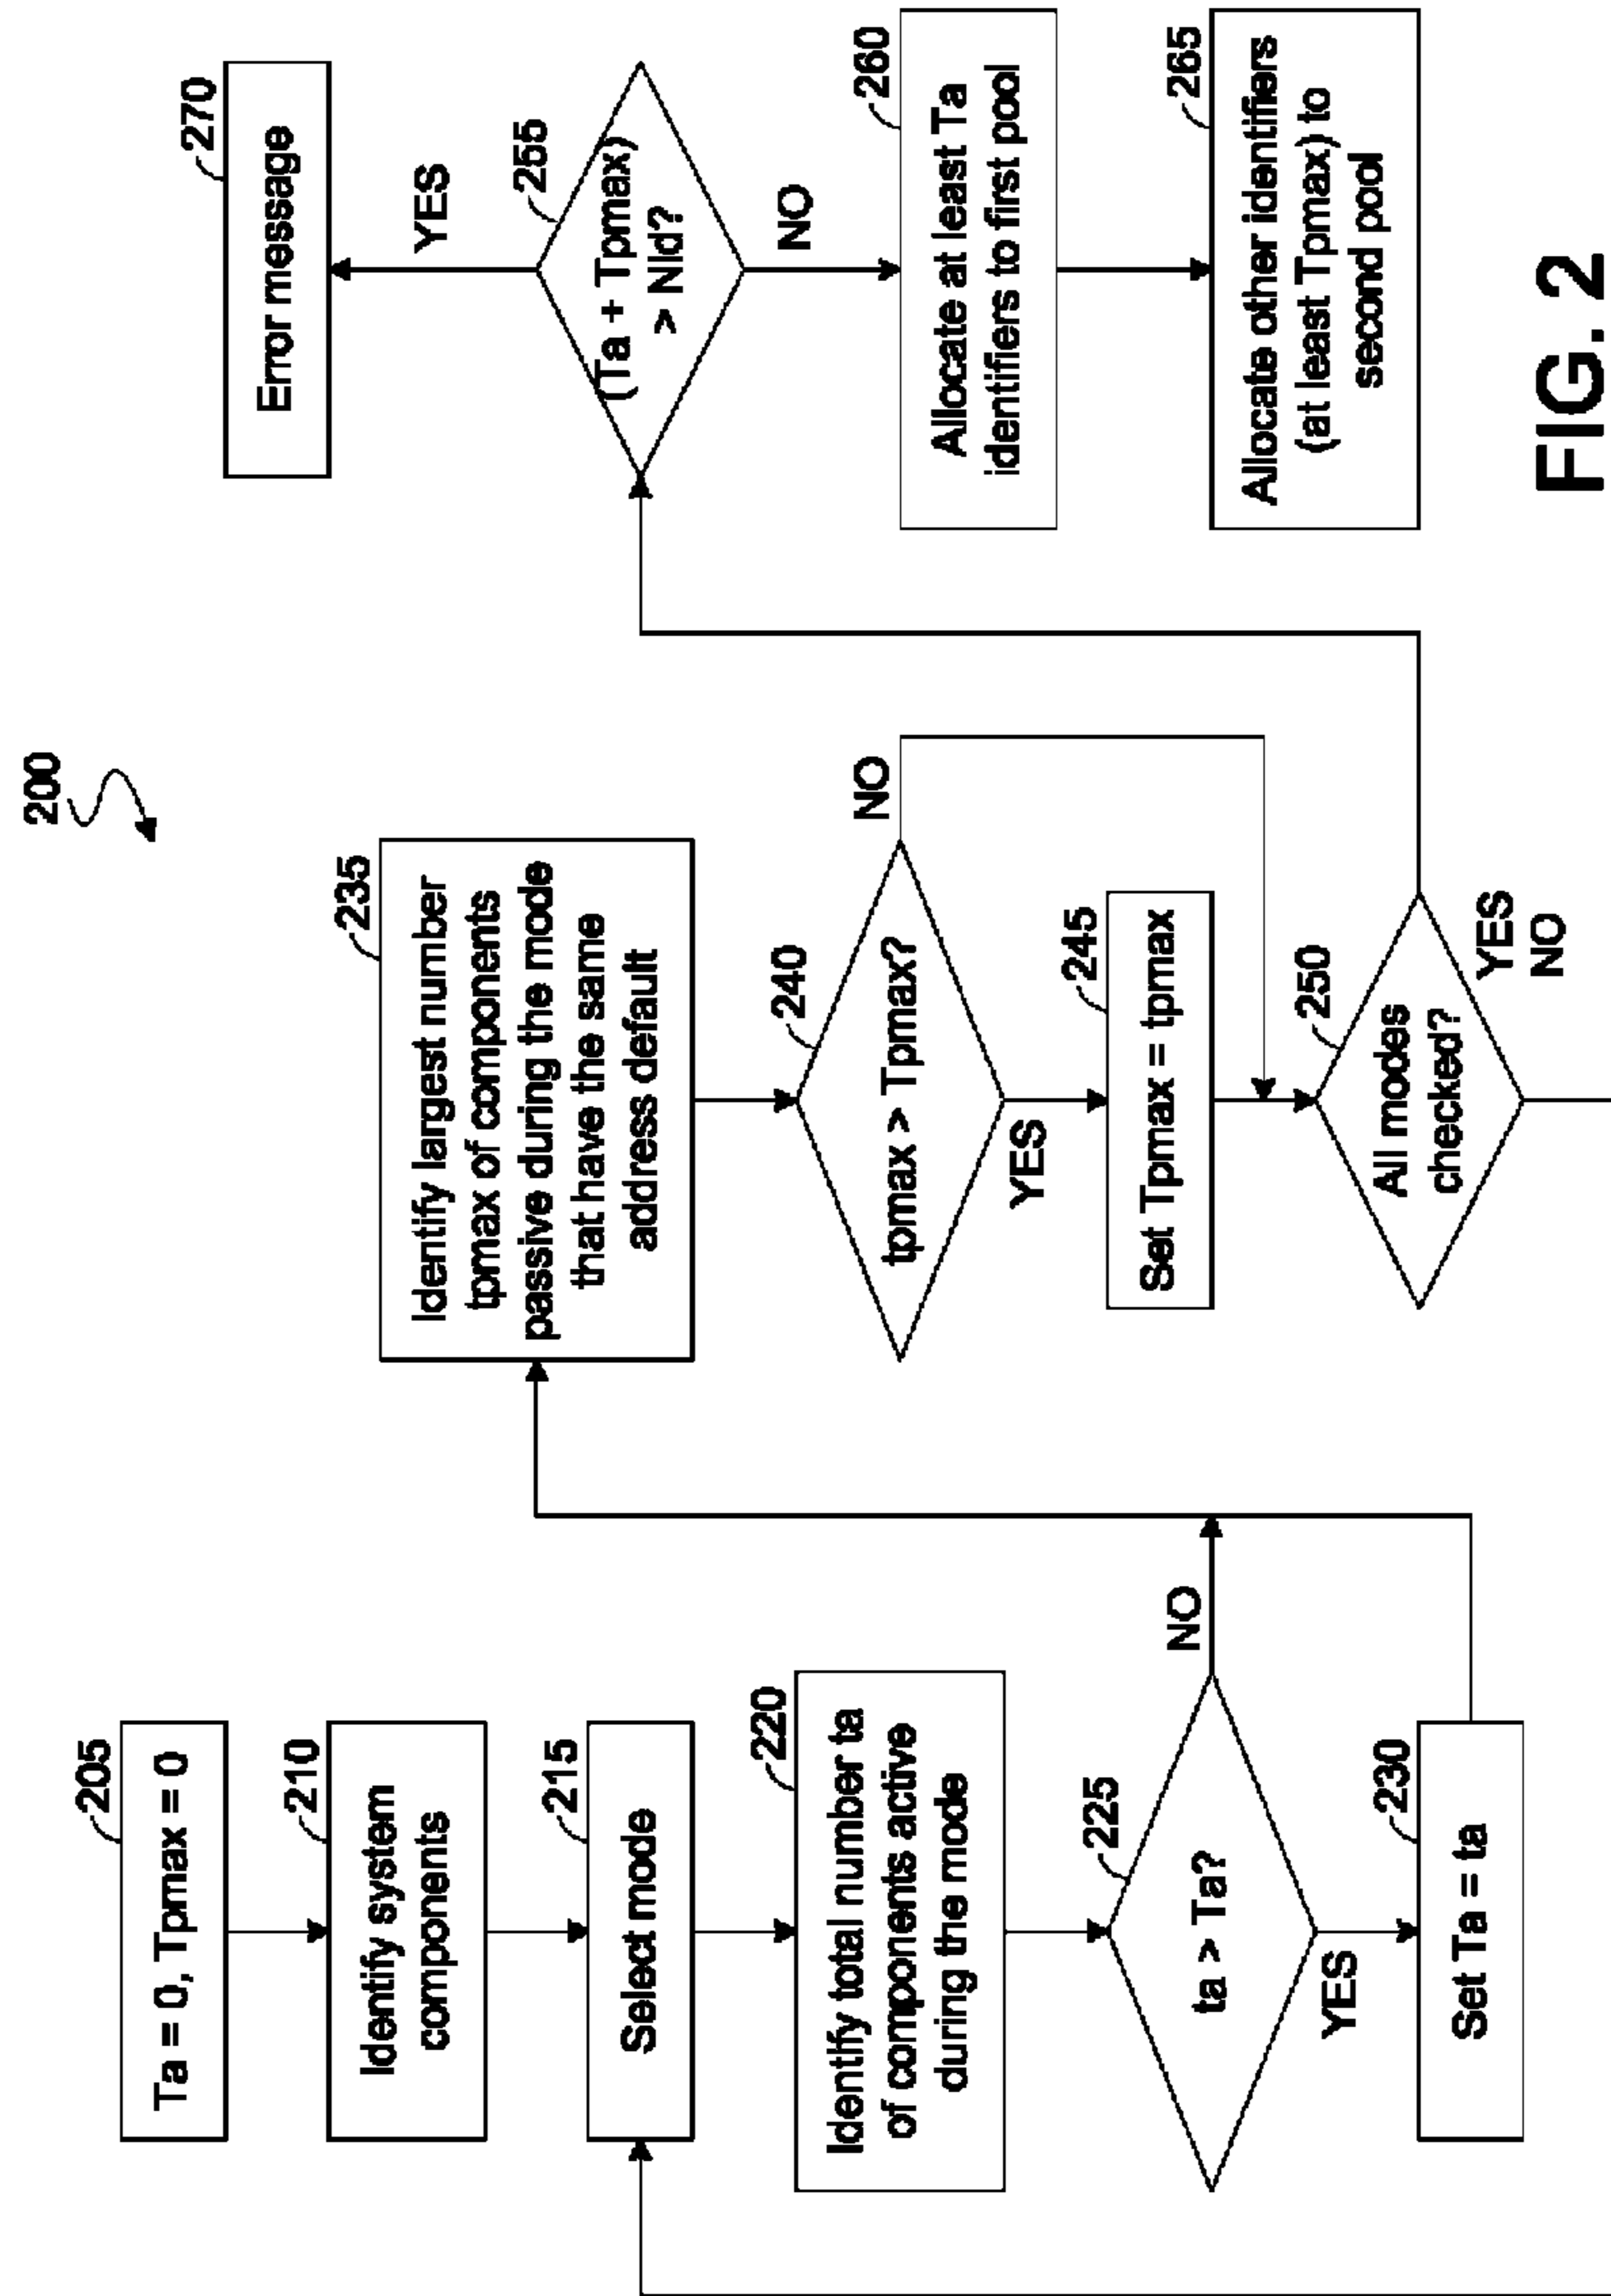 200
205
Ta = 0, Tpmax = 0
210
Identify system
components
215
Select mode
220
Identify total number ta
of components active
during the mode
225
ta > Ta?
NO
YES
230
Set Ta = ta
235
Identify largest number
tpmax of components
passive during the mode
that have the same
address default
240
tpmax > Tpmax?
NO
YES
245
Set Tpmax = tpmax
250
All modes
checked?
YES
NO
270
Error message
YES
255
(Ta + Tpmax)
> Nid?
NO
260
Allocate at least Ta
identifiers to first pool
265
Allocate other identifiers
(at least Tpmax) to
second pool
FIG. 2